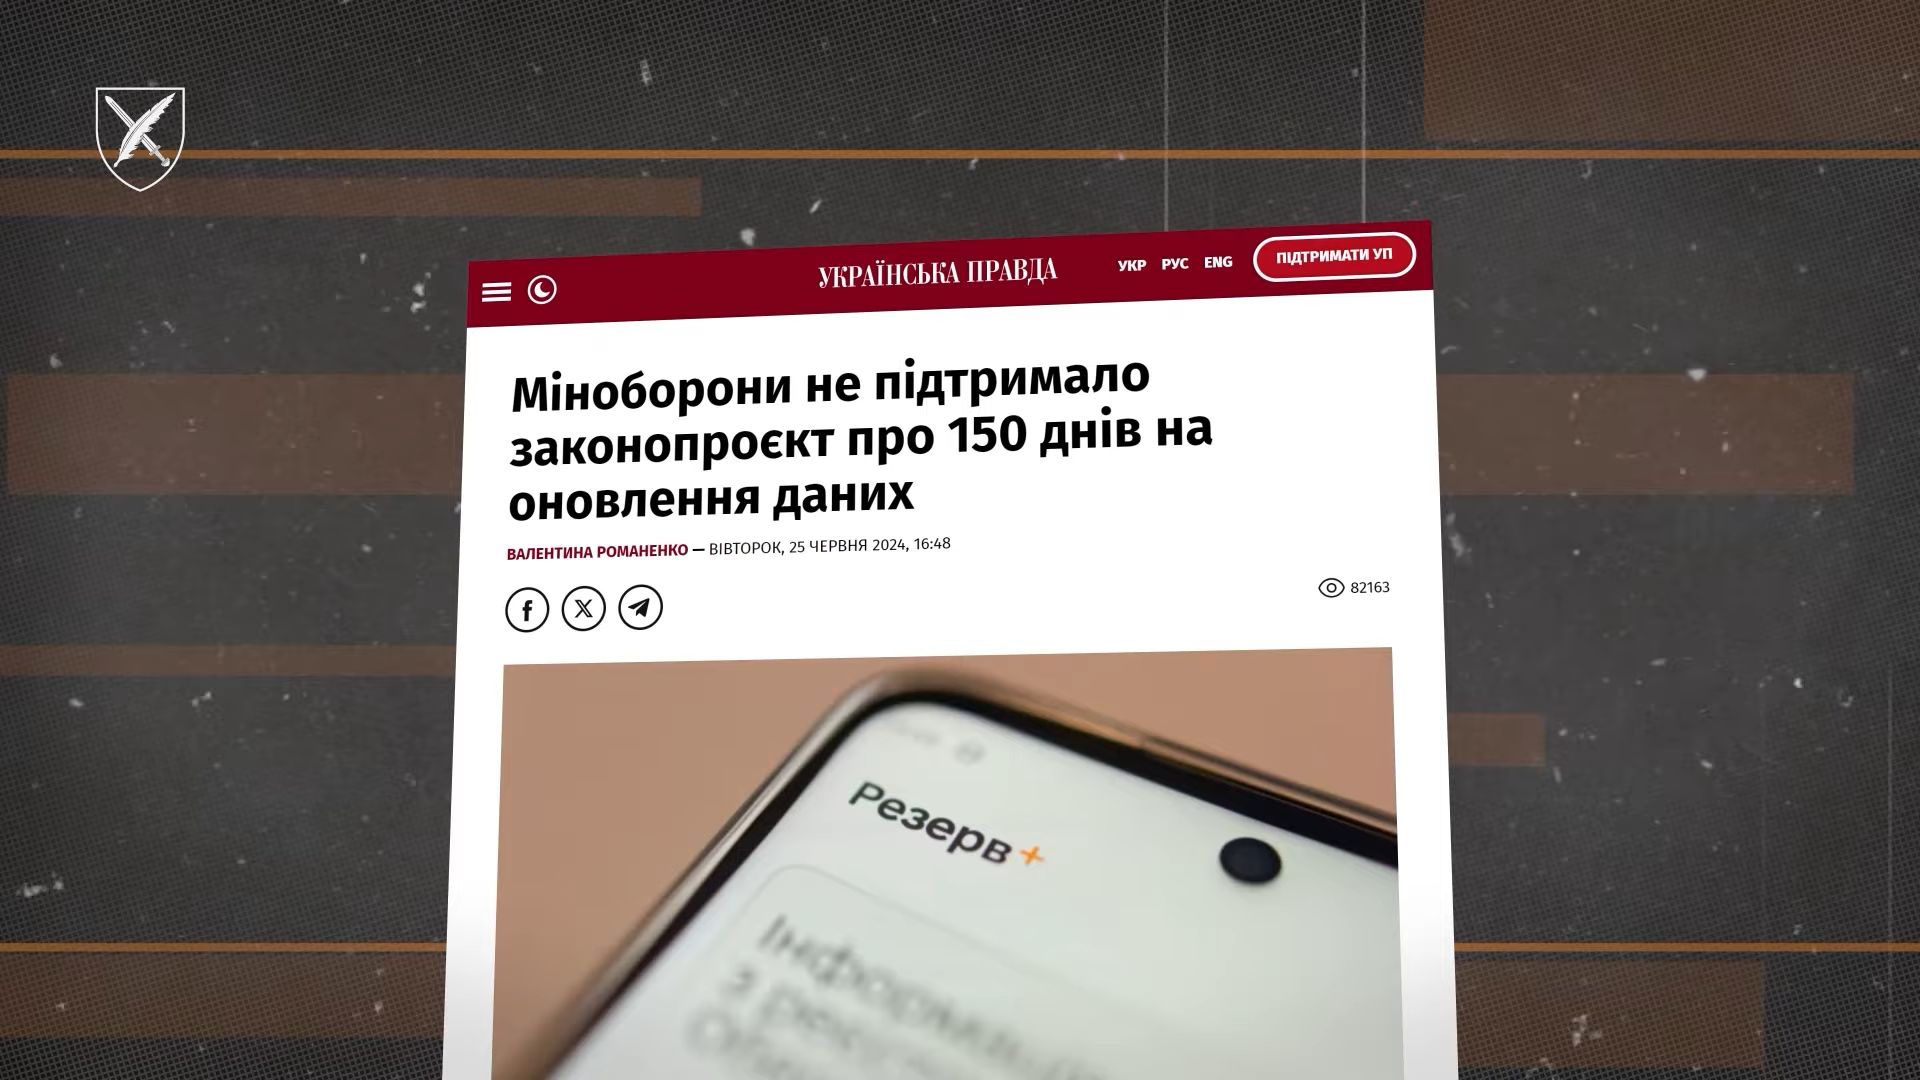 УКРАЇНСЬКА ПРАВДА
УКР РУС ENG
ПІДТРИМАТИ УП
Міноборони не підтримало
законопроєкт про 150 днів на
оновлення даних
ВАЛЕНТИНА РОМАНЕНКО — ВІВТОРОК, 25 ЧЕРВНЯ 2024, 16:48
82163
Резерв+